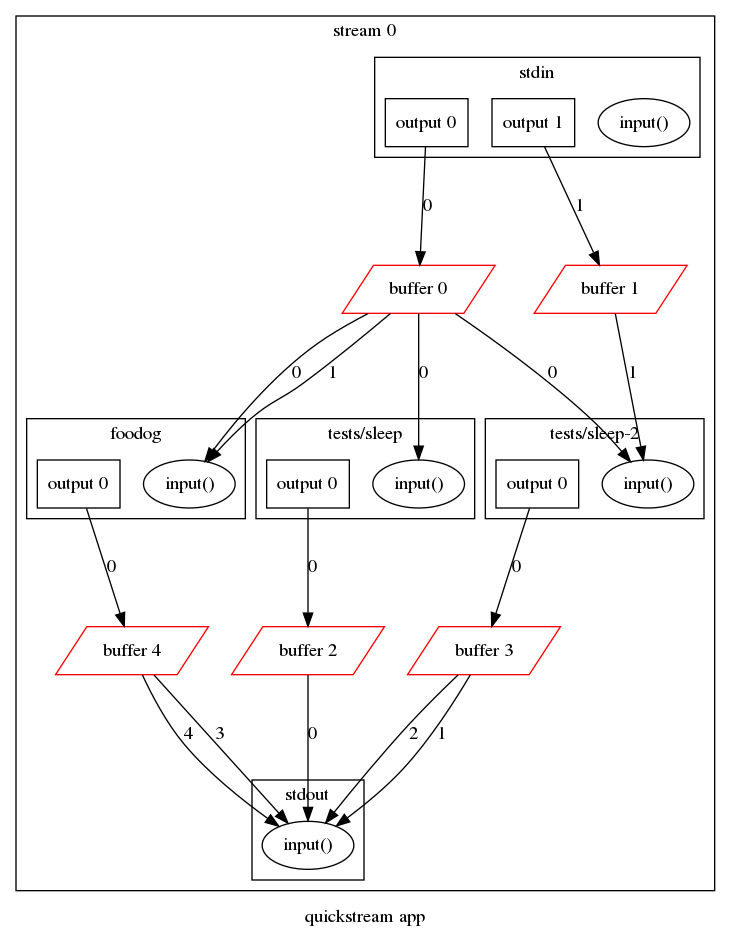 stream 0
stdin
output 0
output 1
input()
0
1
buffer 0
buffer 1
0
1
0
0
1
foodog
tests/sleep
tests/sleep-2
output 0
input()
output 0
input()
output 0
input()
0
0
0
buffer 4
buffer 2
buffer 3
4
3
0
2
1
stdout
input()
quickstream app